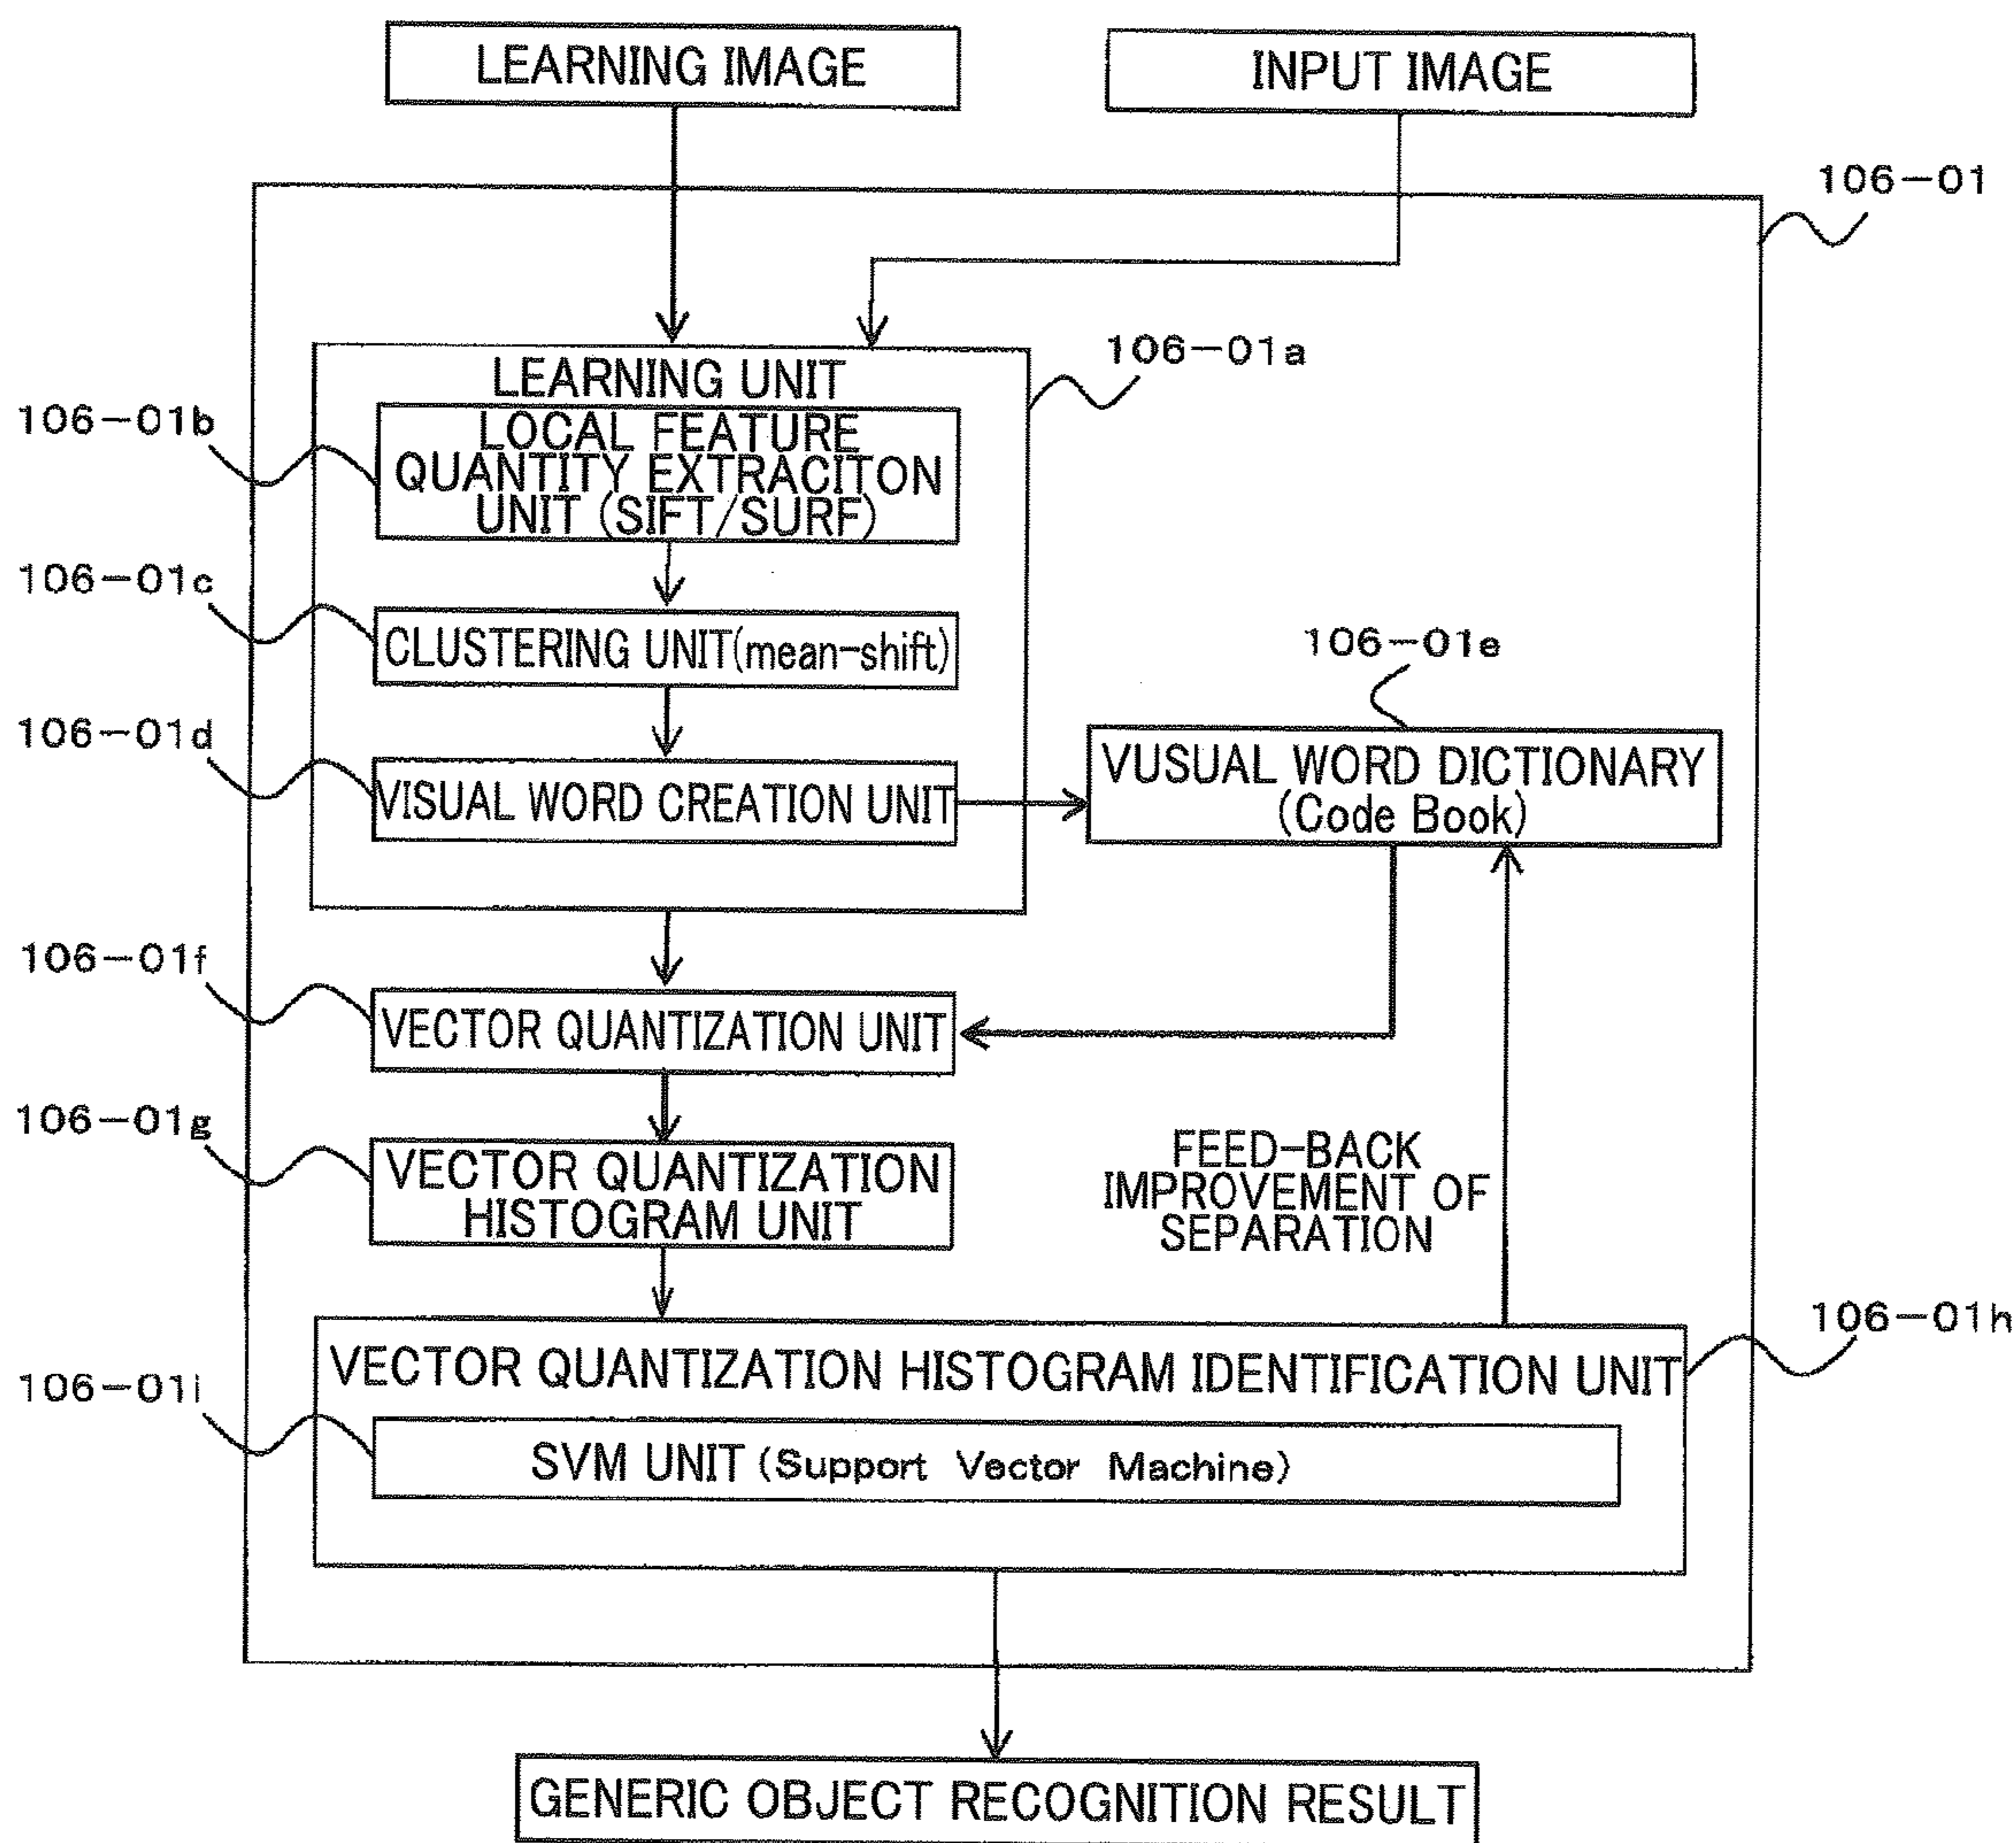 LEARNING IMAGE
INPUT IMAGE
106-01
LEARNING UNIT
106-01a
106-01b
LOCAL FEATURE
QUANTITY EXTRACITON
UNIT (SIFT/SURF)
106-01c
CLUSTERING UNIT(mean-shift)
106-01e
106-01d
VISUAL WORD CREATION UNIT
VUSUAL WORD DICTIONARY
(Code Book)
106-01f
VECTOR QUANTIZATION UNIT
106-01g
VECTOR QUANTIZATION
HISTOGRAM UNIT
FEED-BACK
IMPROVEMENT OF
SEPARATION
106-01h
VECTOR QUANTIZATION HISTOGRAM IDENTIFICATION UNIT
106-01i
SVM UNIT (Support Vector Machine)
GENERIC OBJECT RECOGNITION RESULT